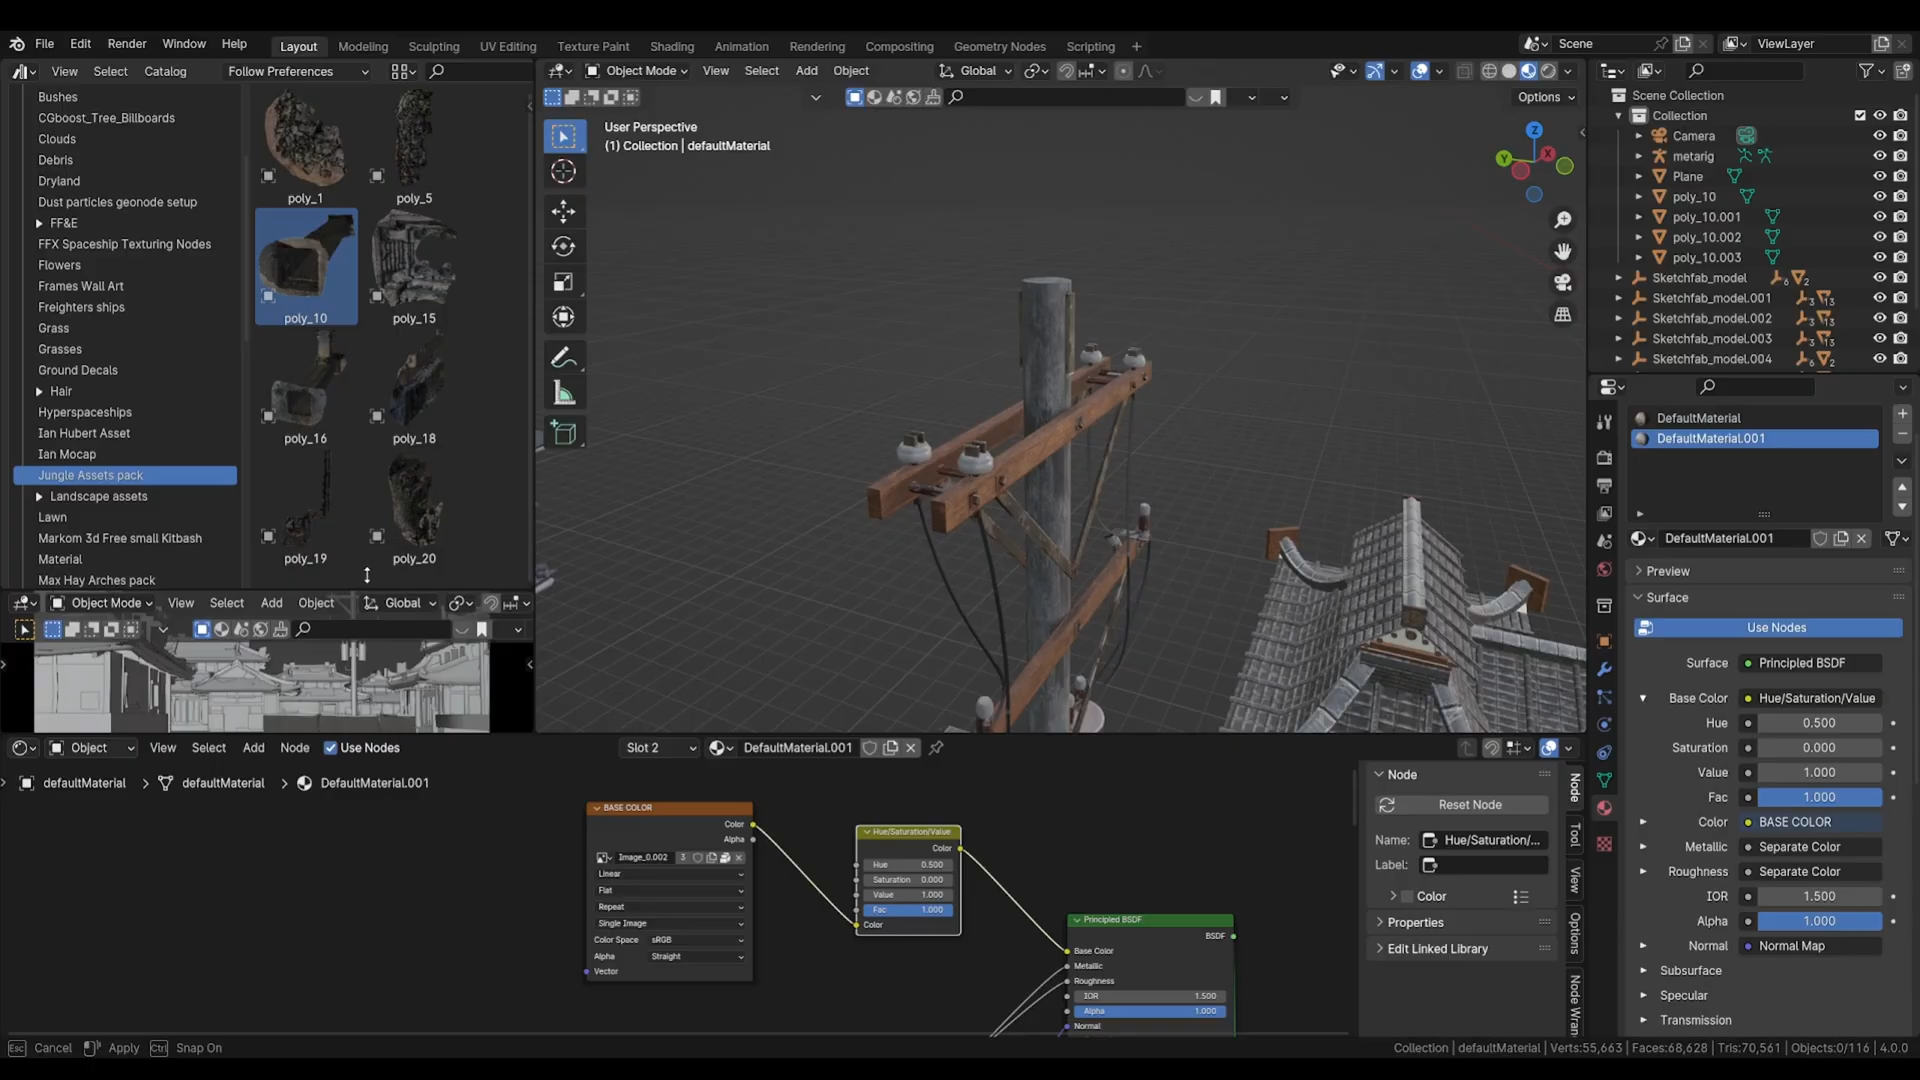 File Edit Render Window Help Layout Modeling Sculpting UV Editing Texture Paint Shading Animation Rendering Compositing Geometry Nodes Scripting + Scene ViewLayer
View Select Catalog Follow Preferences
Object Mode View Select Add Object Global
Options
Bushes
CGboost_Tree_Billboards
Clouds
Debris
Dryland
Dust particles geonode setup
FF&E
FFX Spaceship Texturing Nodes
Flowers
Frames Wall Art
Freighters ships
Grass
Grasses
Ground Decals
Hair
Hyperspaceships
Ian Hubert Asset
Ian Mocap
Jungle Assets pack
Landscape assets
Lawn
Markom 3d Free small Kitbash
Material
Max Hay Arches pack
poly_1 poly_5
poly_10 poly_15
poly_16 poly_18
poly_19 poly_20
User Perspective
(1) Collection | defaultMaterial
Z
Y X
Scene Collection
Collection
Camera
metarig
Plane
poly_10
poly_10.001
poly_10.002
poly_10.003
Sketchfab_model 6 2
Sketchfab_model.001 3 13
Sketchfab_model.002 3 13
Sketchfab_model.003 3 13
Sketchfab_model.004 6 2
DefaultMaterial
DefaultMaterial.001
DefaultMaterial.001
Preview
Surface
Use Nodes
Surface Principled BSDF
Base Color Hue/Saturation/Value
Hue 0.500
Saturation 0.000
Value 1.000
Fac 1.000
Color BASE COLOR
Metallic Separate Color
Roughness Separate Color
IOR 1.500
Alpha 1.000
Normal Normal Map
Subsurface
Specular
Transmission
Object Mode View Select Add Object Global
Object View Select Add Node Use Nodes Slot 2 DefaultMaterial.001
defaultMaterial > defaultMaterial > DefaultMaterial.001
BASE COLOR
Color
Alpha
Image_0.002 3
Linear
Flat
Repeat
Single Image
Color Space sRGB
Alpha Straight
Vector
Hue/Saturation/Value
Color
Hue 0.500
Saturation 0.000
Value 1.000
Fac 1.000
Color
Principled BSDF
BSDF
Base Color
Metallic
Roughness
IOR 1.500
Alpha 1.000
Normal
Node
Reset Node
Name: Hue/Saturation/...
Label:
Color
Properties
Edit Linked Library
Node
Tool
View
Options
Node Wran
Esc Cancel Apply Ctrl Snap On
Collection | defaultMaterial | Verts:55,663 | Faces:68,628 | Tris:70,561 | Objects:0/116 | 4.0.0